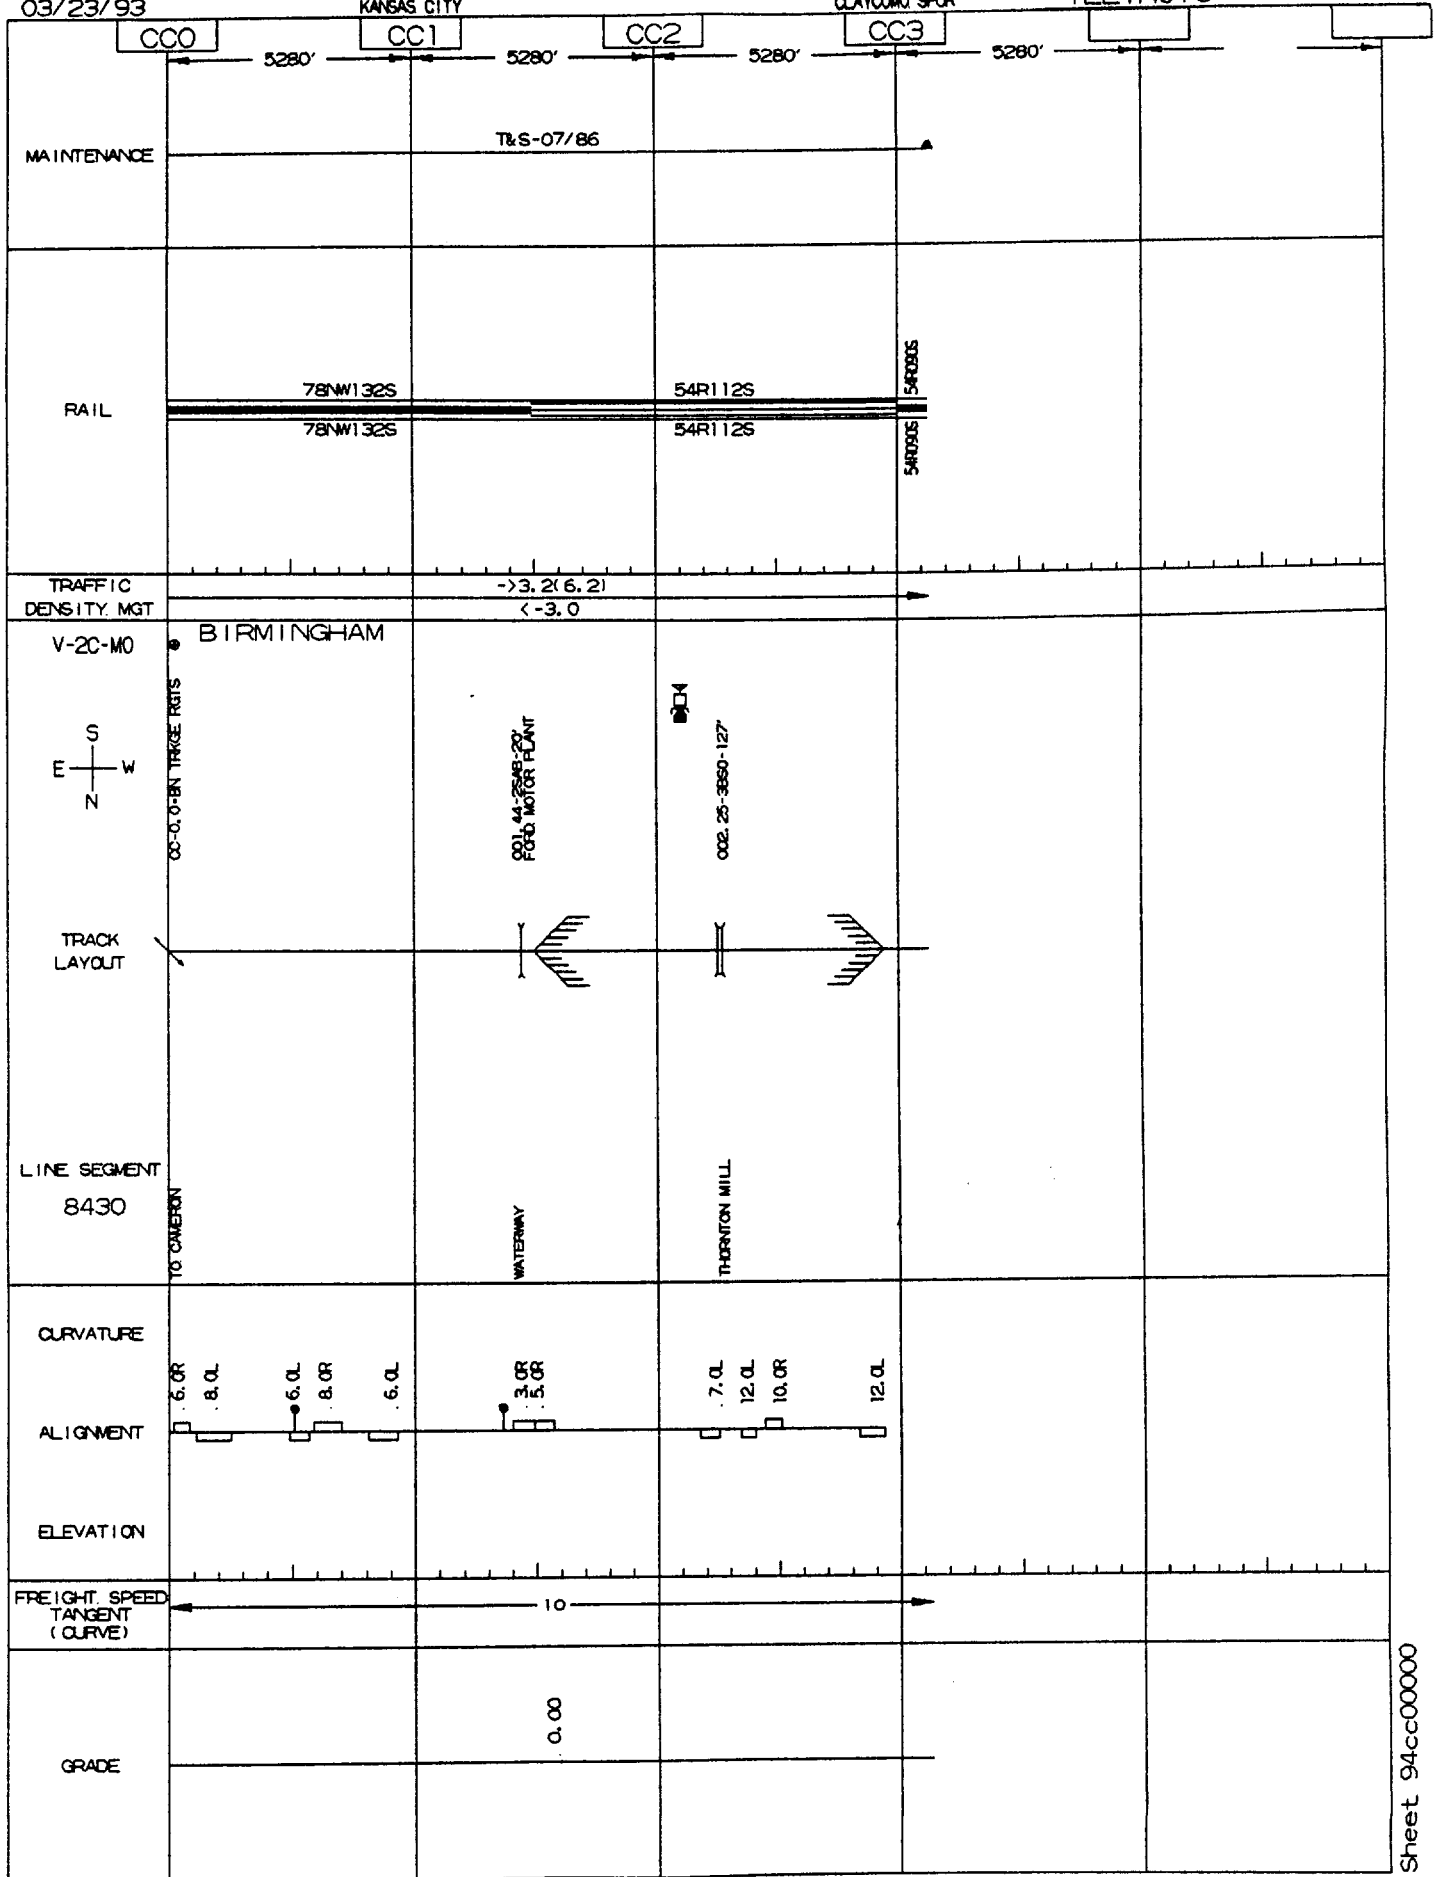 03/23/93
KANSAS CITY
CLAYCOMO SPUR
CC0
CC1
CC2
CC3
5280'
5280'
5280'
5280'
MAINTENANCE
T&S-07/86
RAIL
78NW132S
78NW132S
54R112S
54R112S
54R090S
54R090S
TRAFFIC
DENSITY. MGT
->3.2(6.2)
<-3.0
V-2C-MO
BIRMINGHAM
S
E
W
N
CC-0.0-BN TRKGE RGTS
001.44-2SAB-20'
FORD. MOTOR PLANT
002.25-3BSO-127'
TRACK
LAYOUT
LINE SEGMENT
8430
TO CAMERON
WATERWAY
THORNTON MILL
CURVATURE
6.0R
8.0L
6.0L
8.0R
6.0L
3.0R
5.0R
7.0L
12.0L
10.0R
12.0L
ALIGNMENT
ELEVATION
FREIGHT. SPEED
TANGENT
(CURVE)
10
GRADE
0.00
Sheet 94cc00000